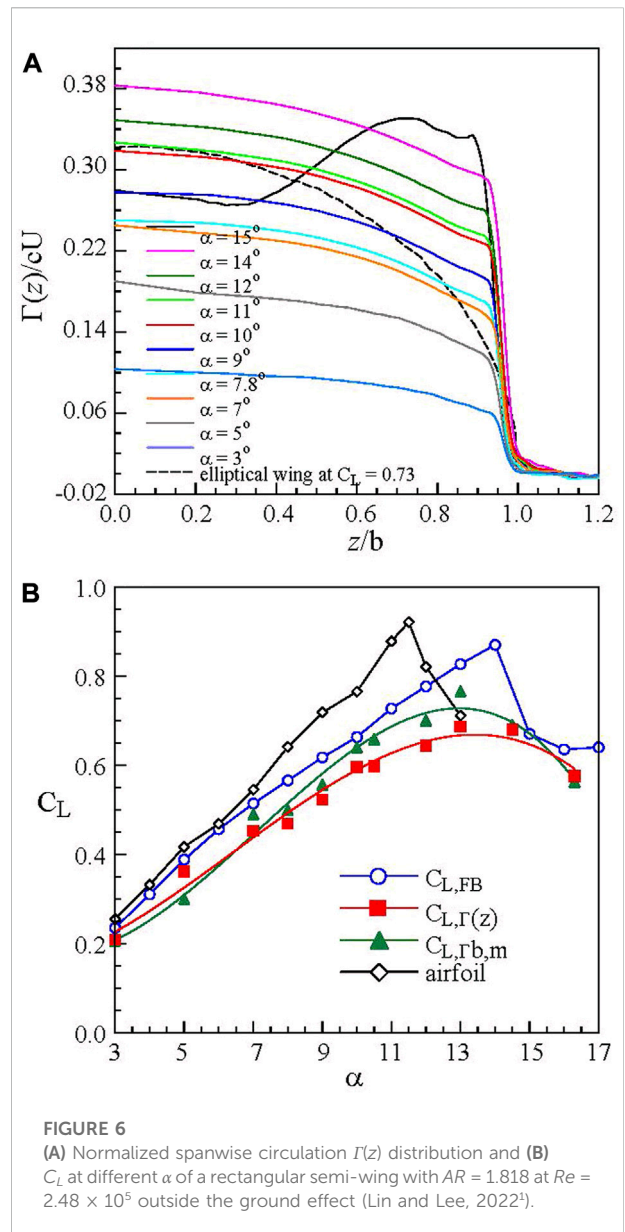 A
0.38
0.30
0.22
0.14
0.06
-0.02
Γ(z)/cU
α = 15°
α = 14°
α = 12°
α = 11°
α = 10°
α = 9°
α = 7.8°
α = 7°
α = 5°
α = 3°
elliptical wing at C_L = 0.73
0.0 0.2 0.4 0.6 0.8 1.0 1.2
z/b
B
1.0
0.8
0.6
0.4
0.2
0.0
C_L
C_L,FB
C_L,Γ(z)
C_L,Γb,m
airfoil
3 5 7 9 11 13 15 17
α
FIGURE 6
(A) Normalized spanwise circulation Γ(z) distribution and (B)
C_L at different α of a rectangular semi-wing with AR = 1.818 at Re =
2.48 × 10⁵ outside the ground effect (Lin and Lee, 2022¹).